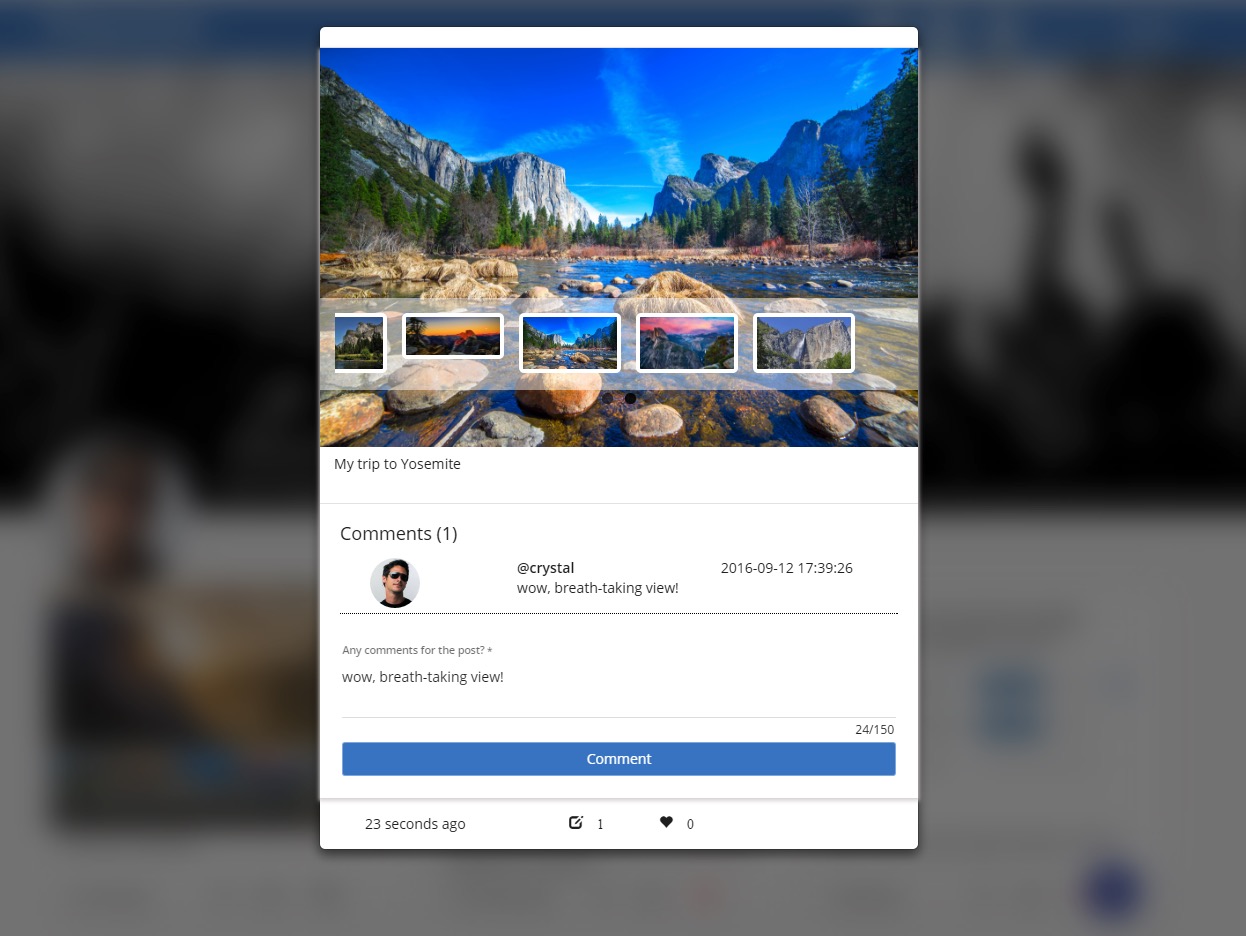 My trip to Yosemite
Comments (1)
@crystal 2016-09-12 17:39:26
wow, breath-taking view!
Any comments for the post? *
wow, breath-taking view!
24/150
Comment
23 seconds ago 1 0